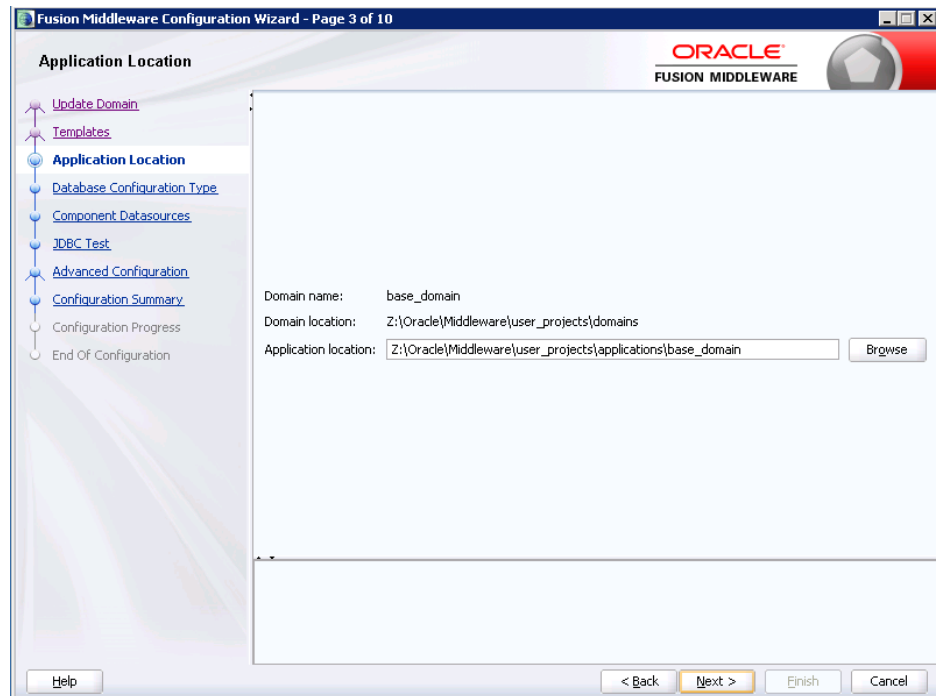 Fusion Middleware Configuration Wizard - Page 3 of 10
Application Location
ORACLE
FUSION MIDDLEWARE
Update Domain
Templates
Application Location
Database Configuration Type
Component Datasources
JDBC Test
Advanced Configuration
Configuration Summary
Configuration Progress
End Of Configuration
Domain name: base_domain
Domain location: Z:\Oracle\Middleware\user_projects\domains
Application location: Z:\Oracle\Middleware\user_projects\applications\base_domain Browse
Help < Back Next > Finish Cancel